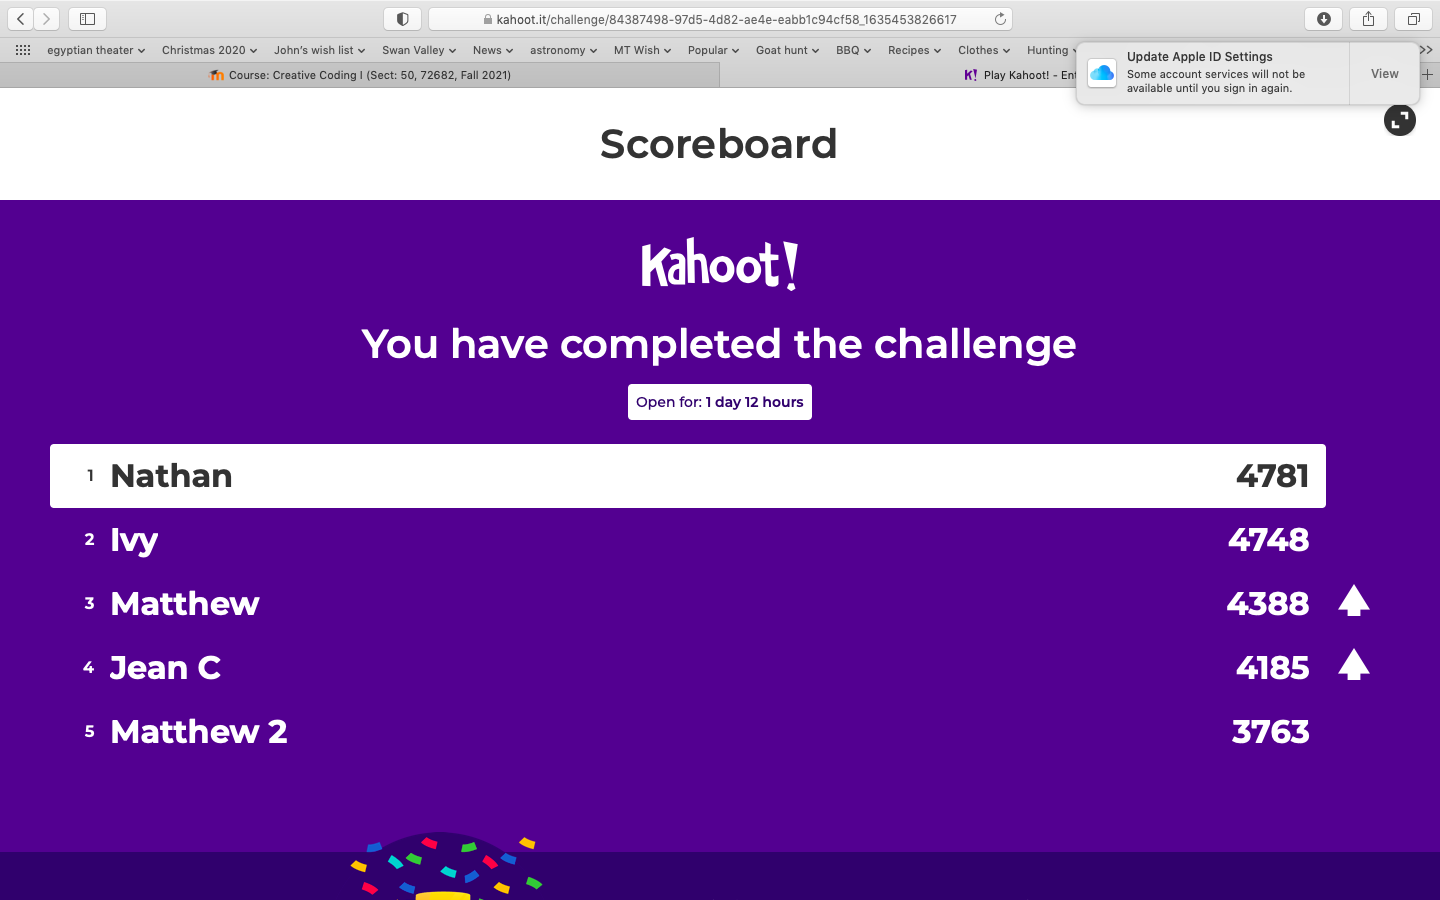 kahoot.it/challenge/84387498-97d5-4d82-ae4e-eabb1c94cf58_1635453826617
egyptian theater Christmas 2020 John's wish list Swan Valley News astronomy MT Wish Popular Goat hunt BBQ Recipes Clothes Hunting
Course: Creative Coding I (Sect: 50, 72682, Fall 2021)
K! Play Kahoot! - Ent
Update Apple ID Settings
Some account services will not be
available until you sign in again.
View
Scoreboard
Kahoot!
You have completed the challenge
Open for: 1 day 12 hours
1 Nathan 4781
2 Ivy 4748
3 Matthew 4388
4 Jean C 4185
5 Matthew 2 3763